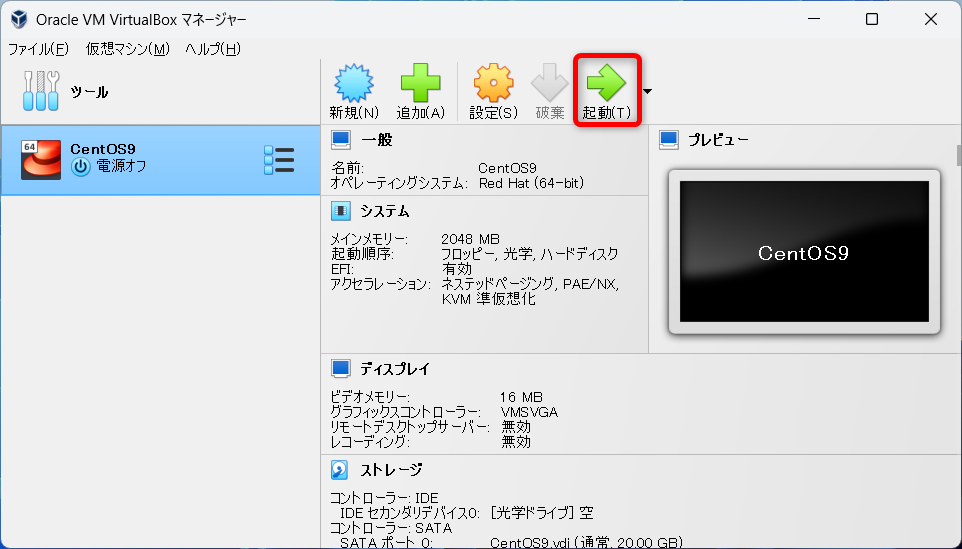 Oracle VM VirtualBox マネージャー
ファイル(F) 仮想マシン(M) ヘルプ(H)
ツール
新規(N) 追加(A) 設定(S) 破棄 起動(T)
64
CentOS9
電源オフ
一般
名前: CentOS9
オペレーティングシステム: Red Hat (64-bit)
システム
メインメモリー: 2048 MB
起動順序: フロッピー, 光学, ハードディスク
EFI: 有効
アクセラレーション: ネステッドページング, PAE/NX,
KVM 準仮想化
プレビュー
CentOS9
ディスプレイ
ビデオメモリー: 16 MB
グラフィックスコントローラー: VMSVGA
リモートデスクトップサーバー: 無効
レコーディング: 無効
ストレージ
コントローラー: IDE
IDE セカンダリデバイス0: [光学ドライブ] 空
コントローラー: SATA
SATA ポート 0: CentOS9.vdi (通常, 20.00 GB)